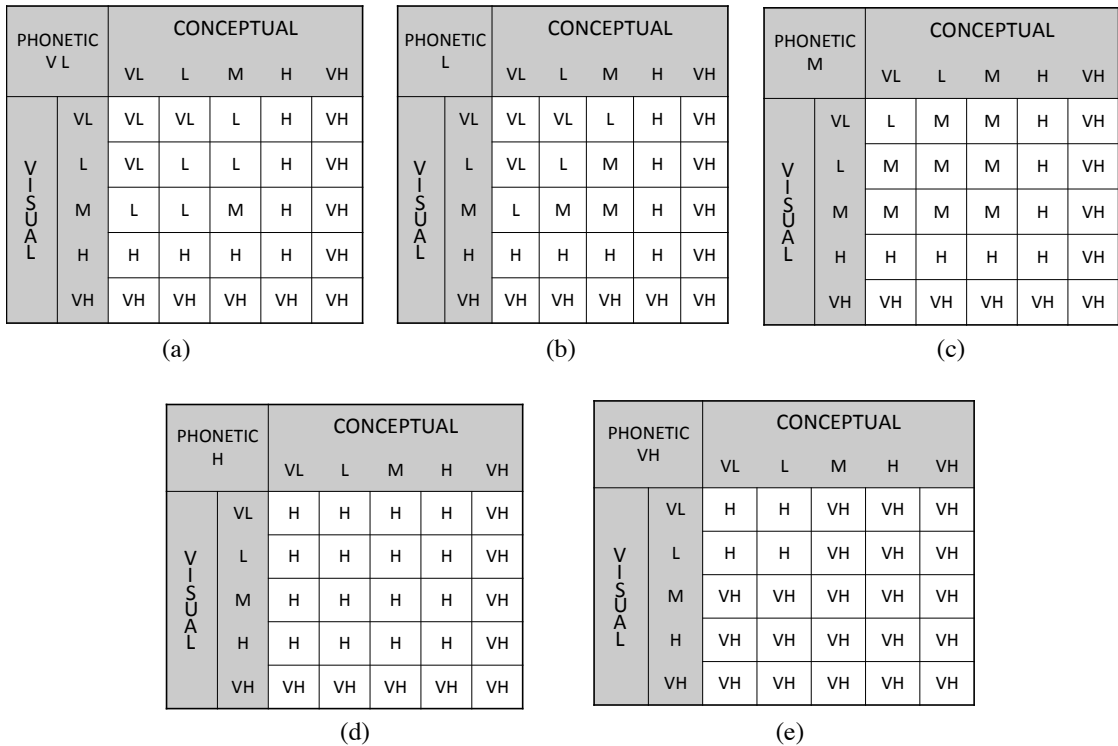 PHONETIC V L CONCEPTUAL
VL L M H VH
VISUAL
VL VL VL L H VH
L VL L L H VH
M L L M H VH
H H H H H VH
VH VH VH VH VH VH
(a)
PHONETIC L CONCEPTUAL
VL L M H VH
VISUAL
VL VL VL L H VH
L VL L M H VH
M L M M H VH
H H H H H VH
VH VH VH VH VH VH
(b)
PHONETIC M CONCEPTUAL
VL L M H VH
VISUAL
VL L M M H VH
L M M M H VH
M M M M H VH
H H H H H VH
VH VH VH VH VH VH
(c)
PHONETIC H CONCEPTUAL
VL L M H VH
VISUAL
VL H H H H VH
L H H H H VH
M H H H H VH
H H H H H VH
VH VH VH VH VH VH
(d)
PHONETIC VH CONCEPTUAL
VL L M H VH
VISUAL
VL H H VH VH VH
L H H VH VH VH
M VH VH VH VH VH
H VH VH VH VH VH
VH VH VH VH VH VH
(e)